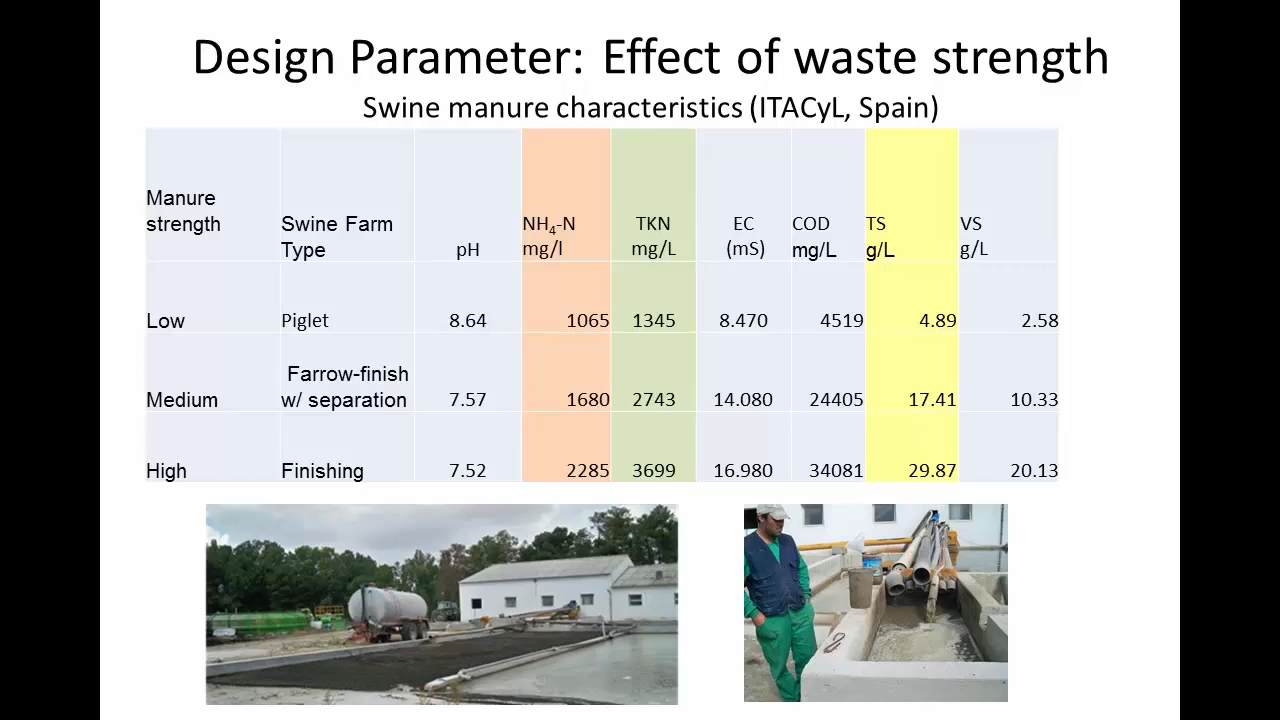 Design Parameter: Effect of waste strength
Swine manure characteristics (ITACyL, Spain)
Manure strength Swine Farm Type pH NH4-N mg/l TKN mg/L EC (mS) COD mg/L TS g/L VS g/L
Low Piglet 8.64 1065 1345 8.470 4519 4.89 2.58
Medium Farrow-finish w/ separation 7.57 1680 2743 14.080 24405 17.41 10.33
High Finishing 7.52 2285 3699 16.980 34081 29.87 20.13